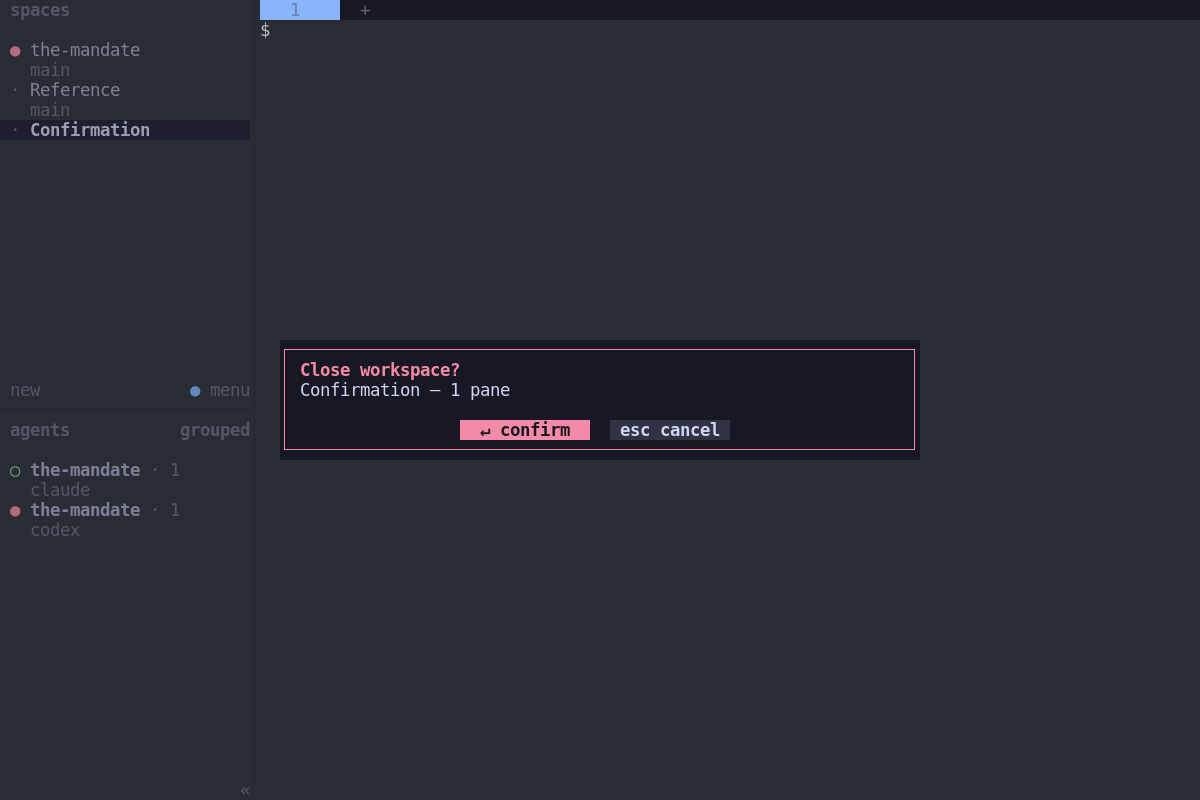 spaces
● the-mandate
main
· Reference
main
· Confirmation
new ● menu
agents grouped
○ the-mandate · 1
claude
● the-mandate · 1
codex
«
1 +
$
Close workspace?
Confirmation — 1 pane
↵ confirm esc cancel